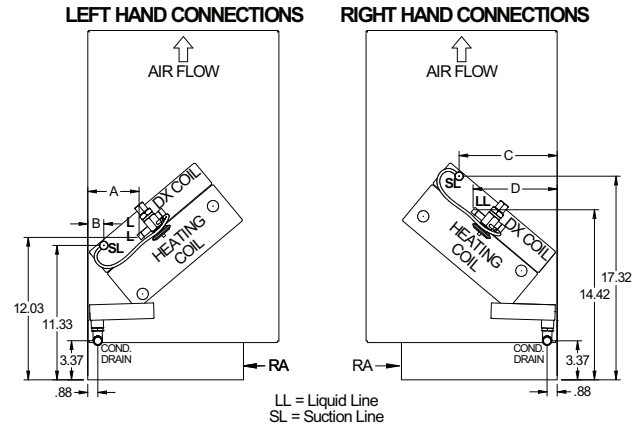 LEFT HAND CONNECTIONS
RIGHT HAND CONNECTIONS
AIR FLOW
AIR FLOW
A
B
L
L
SL
DX COIL
HEATING
COIL
12.03
11.33
3.37
.88
COND.
DRAIN
RA
C
D
SL
LL
DX COIL
HEATING
COIL
17.32
14.42
3.37
.88
COND.
DRAIN
RA
LL = Liquid Line
SL = Suction Line